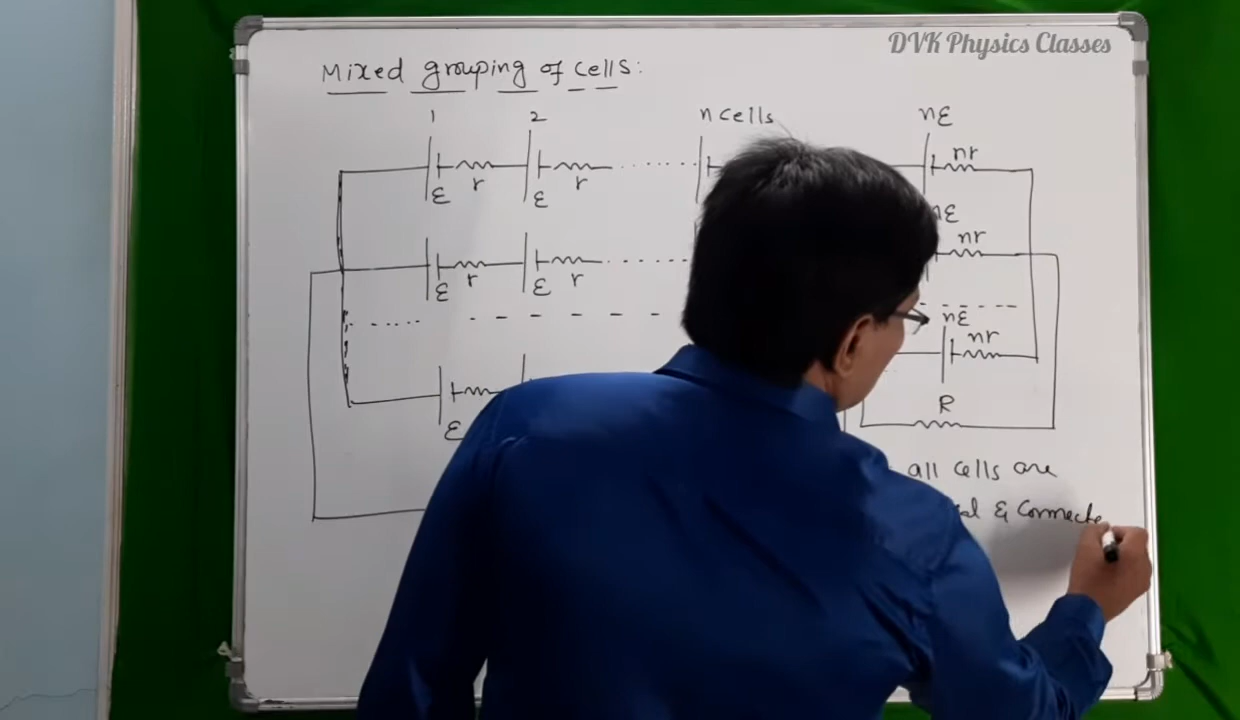 DVK Physics Classes
Mixed grouping of cells:
1 2 n cells
ε r ε r
ε r ε r
ε
nε nr
nε nr
nε nr
R
all cells are
& Connecte